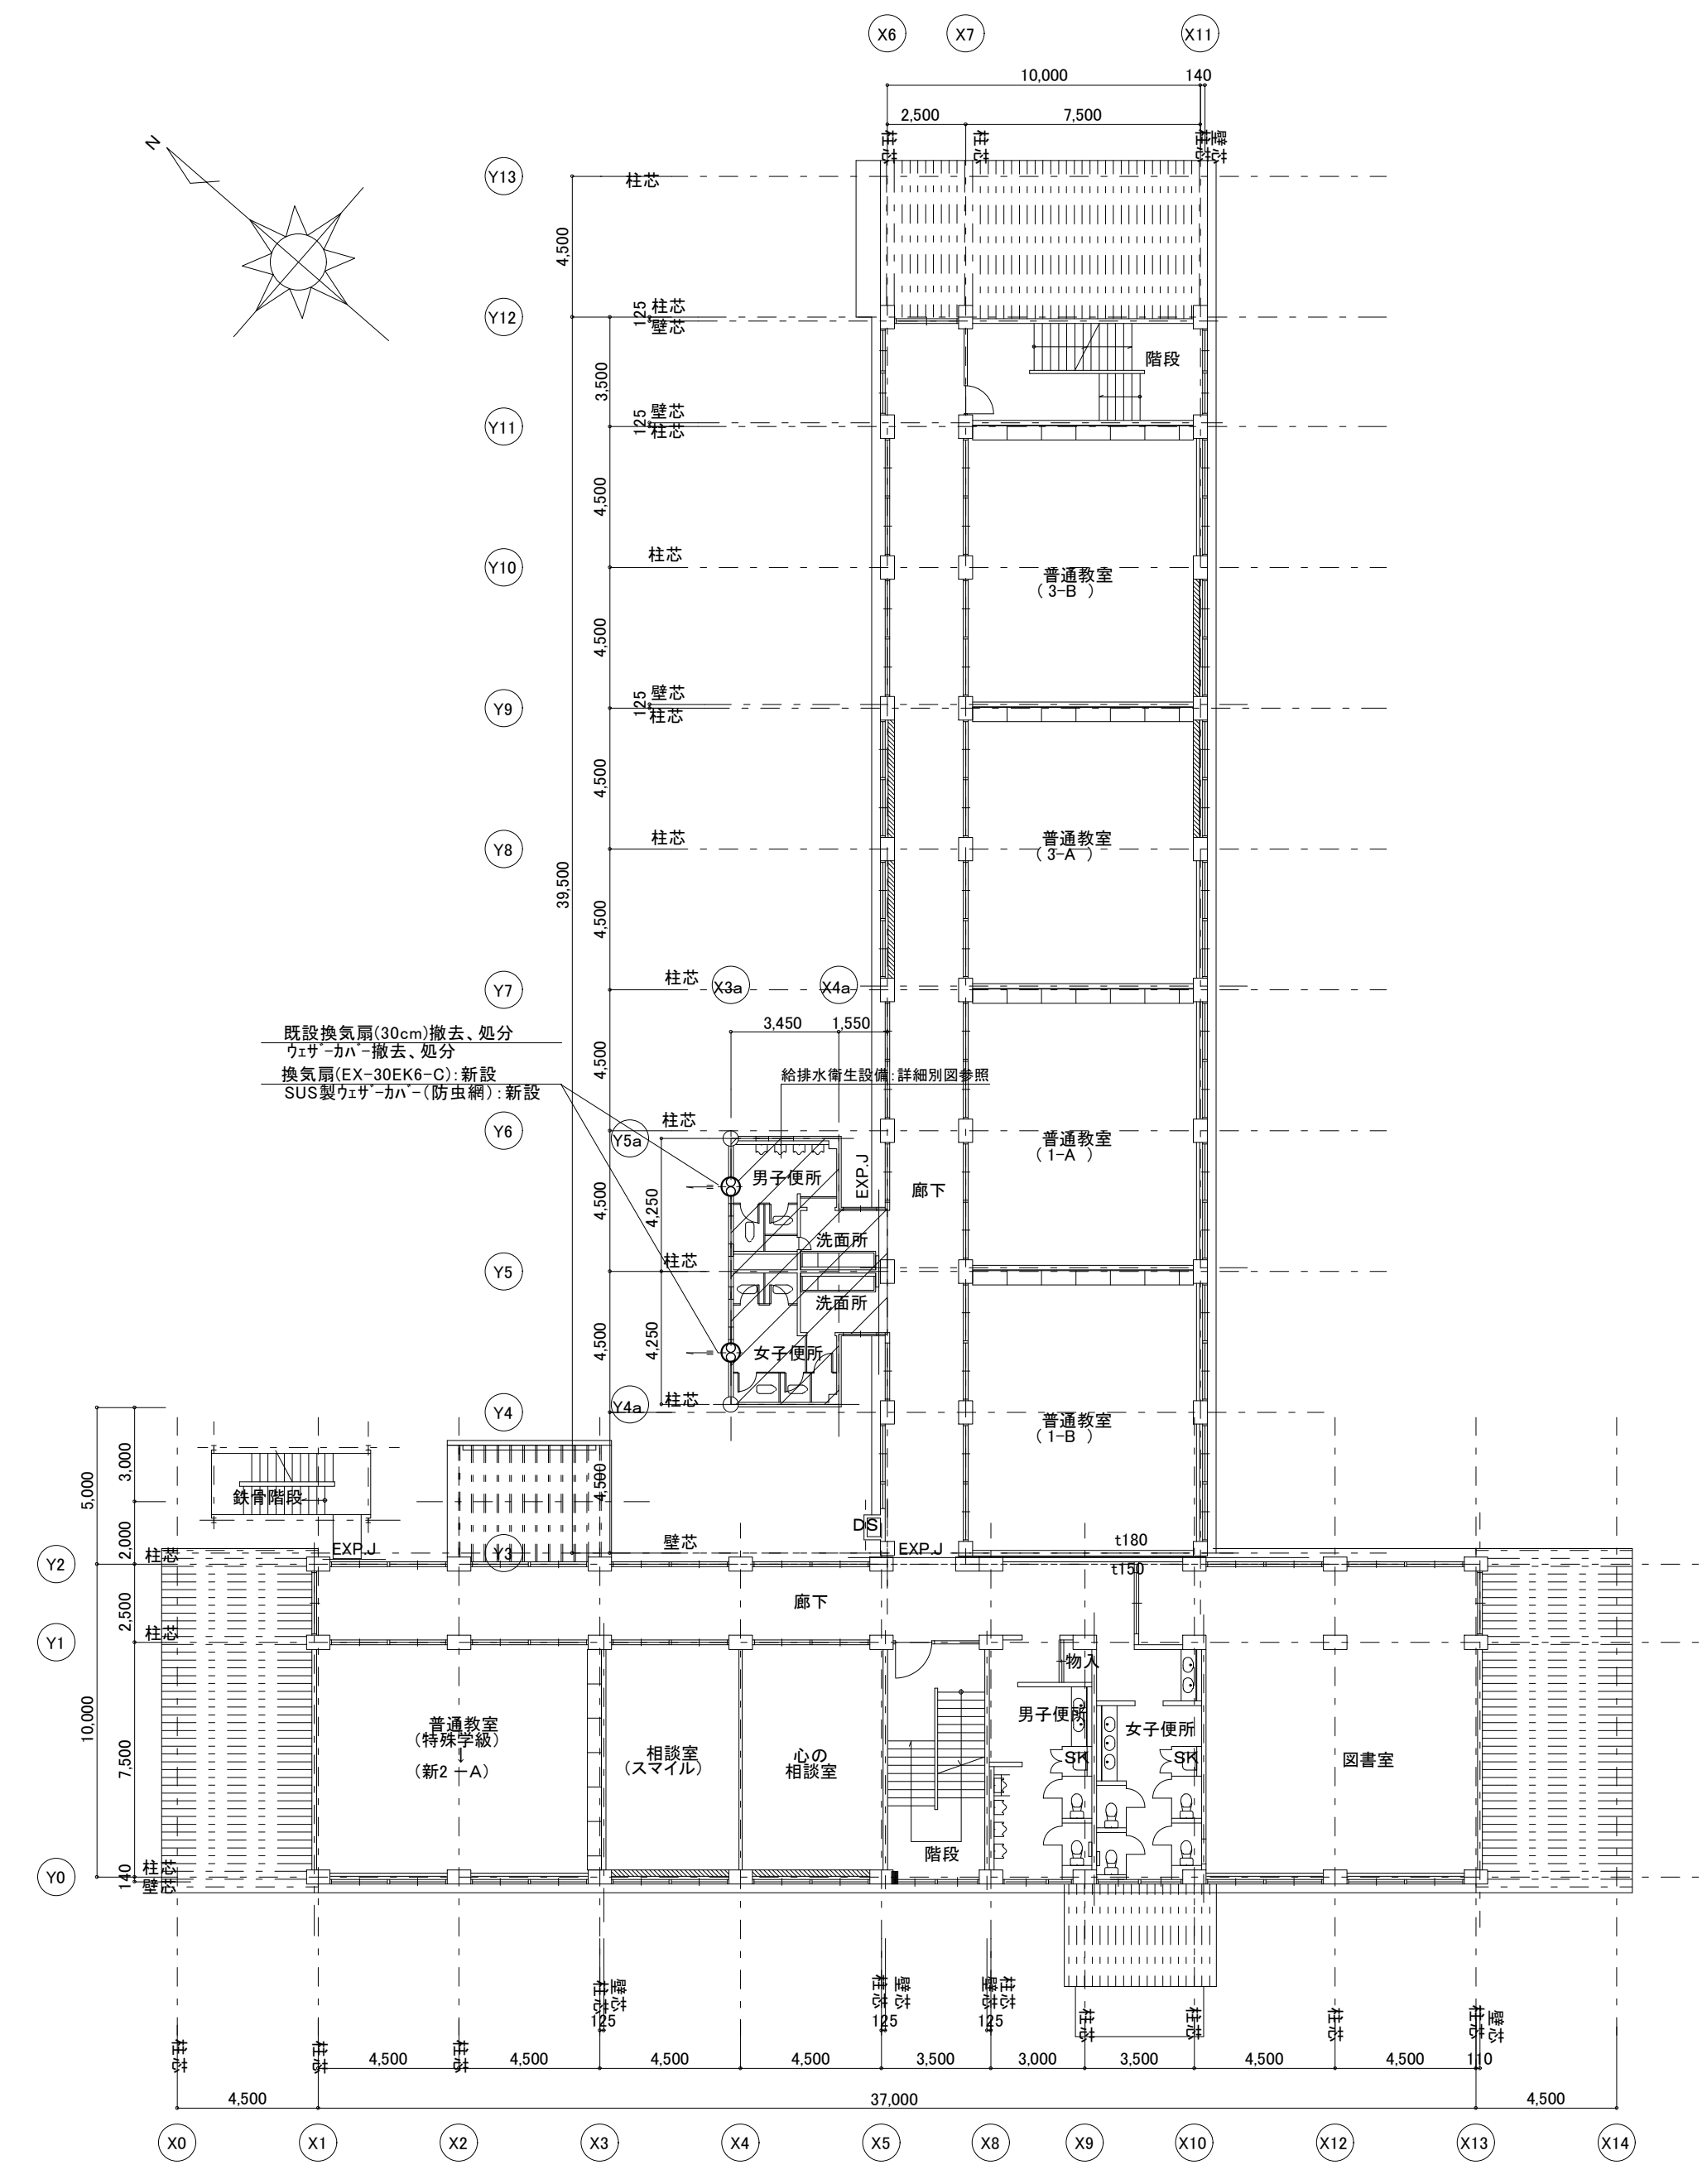 X6 X7 X11
10,000 140
2,500 7,500
柱芯 柱芯 柱芯 壁芯
N
Y13 柱芯
4,500
Y12 125 柱芯
壁芯
階段
3,500
Y11 125 壁芯
柱芯
4,500
Y10 柱芯
普通教室
( 3-B )
4,500
Y9 125 壁芯
柱芯
4,500
Y8 柱芯
普通教室
( 3-A )
39,500
4,500
Y7 柱芯 X3a X4a
3,450 1,550
既設換気扇(30cm)撤去、処分
ウェザーカバー撤去、処分
換気扇(EX-30EK6-C):新設
SUS製ウェザーカバー(防虫網):新設
給排水衛生設備:詳細別図参照
4,500
Y6 柱芯
Y5a
普通教室
( 1-A )
男子便所 EXP.J 廊下
4,500 4,250
洗面所
Y5 柱芯
洗面所
4,500 4,250
女子便所
Y4 Y4a 柱芯
普通教室
( 1-B )
5,000 3,000
鉄骨階段
4,500
DS
2,000 EXP.J Y3 壁芯 EXP.J t180
Y2 柱芯
t150
2,500 廊下
Y1 柱芯
物入
10,000 7,500
普通教室
(特殊学級)
↓
(新2 ーA)
相談室
(スマイル)
心の
相談室
男子便所 女子便所
SK SK
図書室
階段
Y0 140 柱芯
壁芯
柱芯 柱芯 柱芯 柱芯 壁芯 柱芯 壁芯 壁芯 柱芯 柱芯 柱芯 柱芯 柱芯 壁芯
125 125 125
4,500 4,500 4,500 4,500 3,500 3,000 3,500 4,500 4,500 110
4,500 37,000 4,500
X0 X1 X2 X3 X4 X5 X8 X9 X10 X12 X13 X14